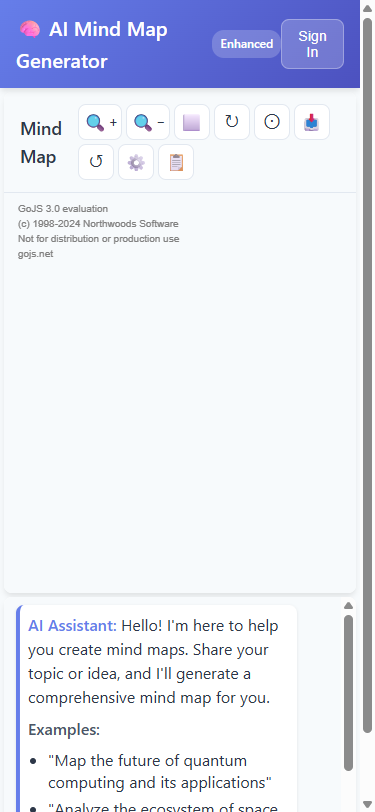 AI Mind Map
Generator
Enhanced
Sign
In
Mind
Map
+
−
GoJS 3.0 evaluation
(c) 1998-2024 Northwoods Software
Not for distribution or production use
gojs.net
AI Assistant: Hello! I'm here to help
you create mind maps. Share your
topic or idea, and I'll generate a
comprehensive mind map for you.
Examples:
• "Map the future of quantum
computing and its applications"
• "Analyze the ecosystem of space